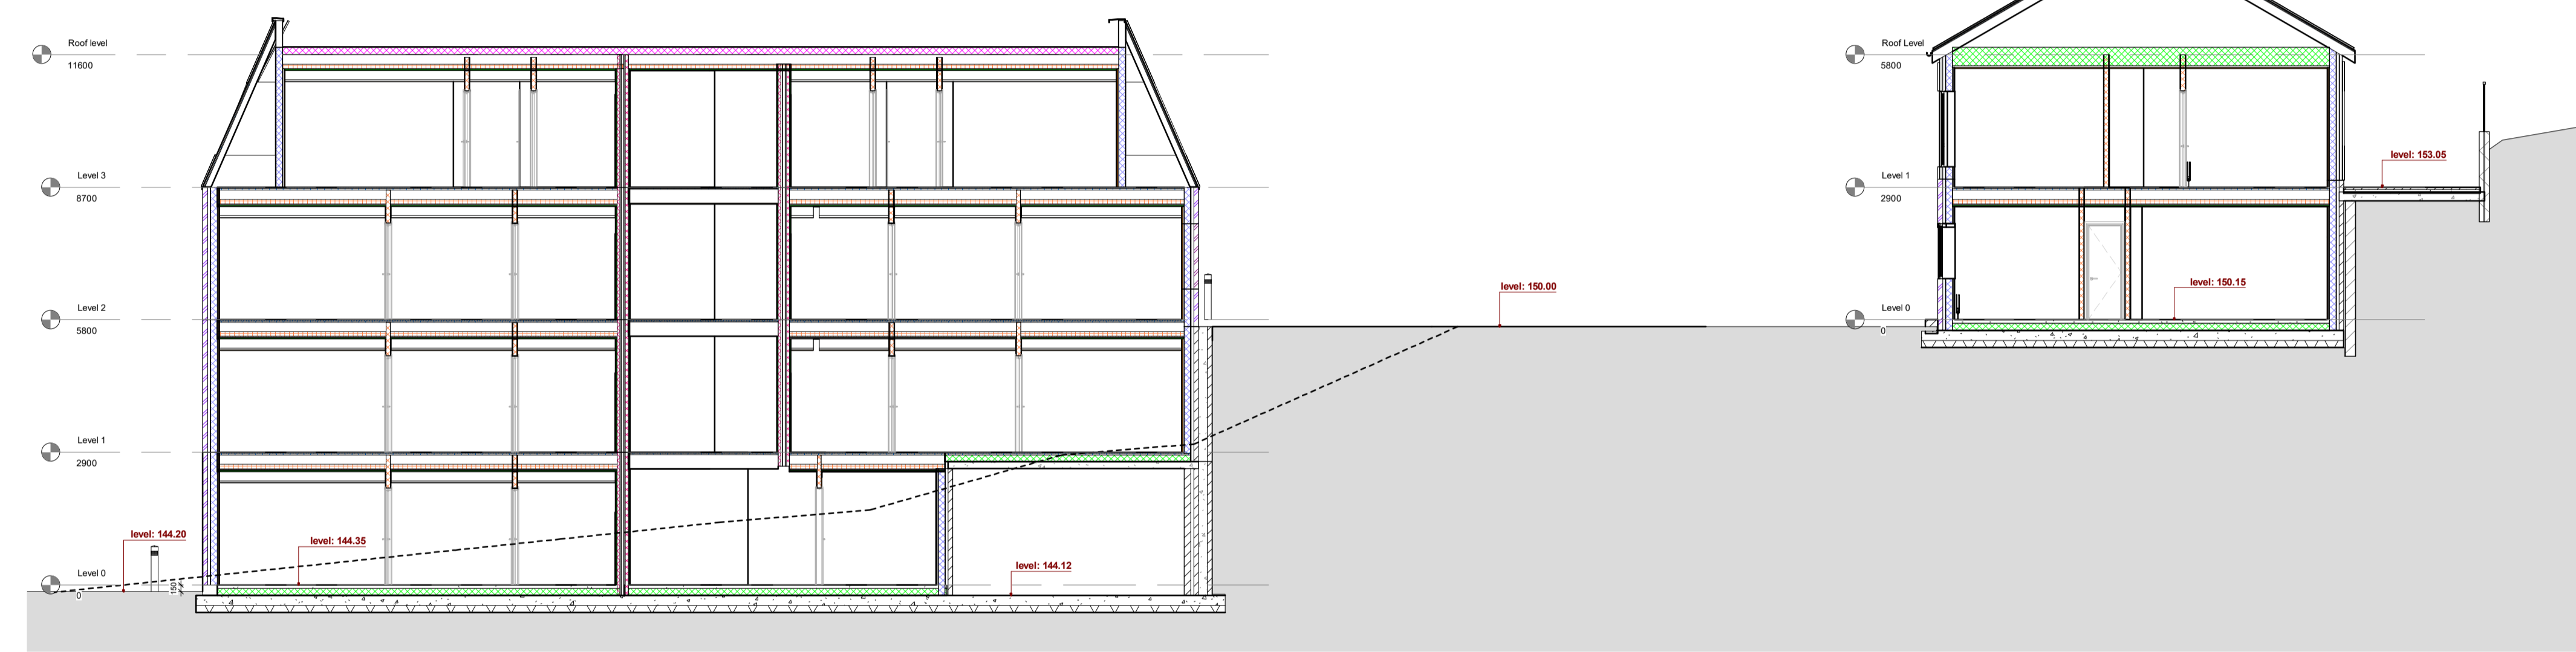 Roof level
11600
Level 3
8700
Level 2
5800
Level 1
2900
Level 0
0
level: 144.20
150
level: 144.35
level: 144.12
level: 150.00
Roof Level
5800
Level 1
2900
Level 0
0
level: 150.15
level: 153.05